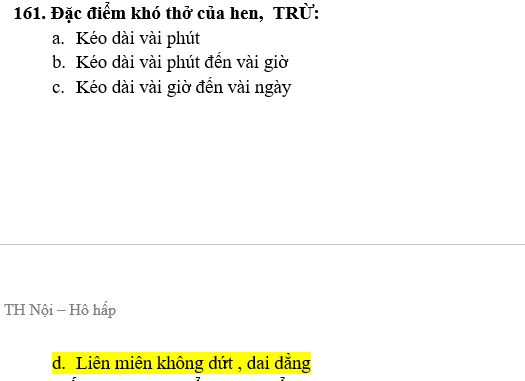 161. Đặc điểm khó thở của hen, TRỪ:
a. Kéo dài vài phút
b. Kéo dài vài phút đến vài giờ
c. Kéo dài vài giờ đến vài ngày
TH Nội – Hô hấp
d. Liên miên không dứt , dai dẳng